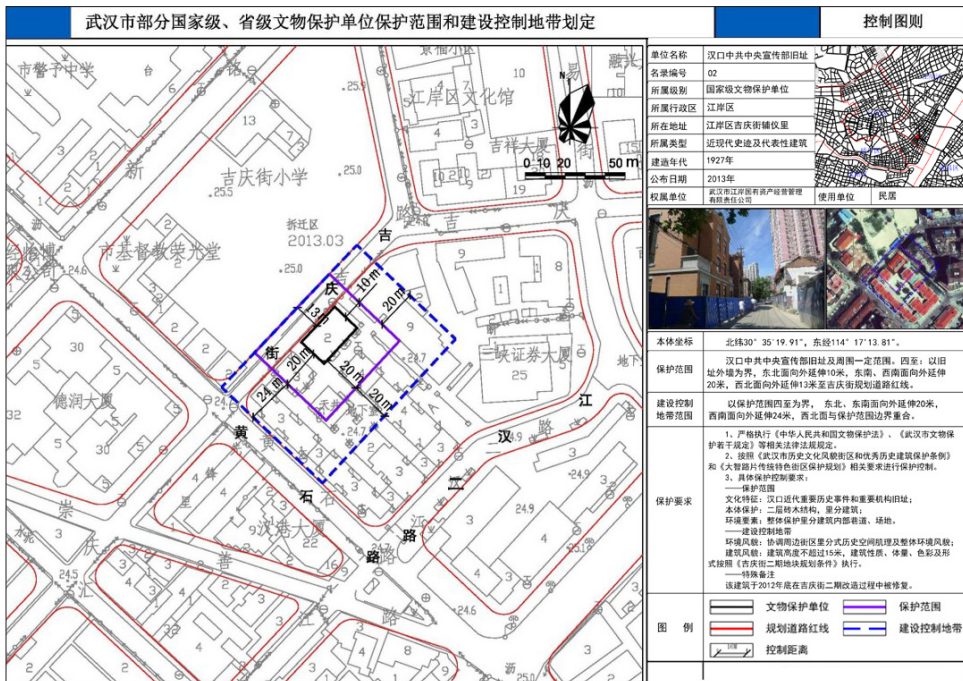 武汉市部分国家级、省级文物保护单位保护范围和建设控制地带划定
控制图则
单位名称 汉口中共中央宣传部旧址
名录编号 02
所属级别 国家级文物保护单位
所属行政区 江岸区
所在地址 江岸区吉庆街辅仪里
所属类型 近现代史迹及代表性建筑
建造年代 1927年
公布日期 2013年
权属单位 武汉市江岸国有资产经营管理
有限责任公司
使用单位 民居
本体坐标 北纬30° 35'19.91"，东经114° 17'13.81"。
保护范围
汉口中共中央宣传部旧址及周围一定范围。四至：以旧
址外墙为界，东北面向外延伸10米，东南、西南面向外延伸
20米，西北面向外延伸13米至吉庆街规划道路红线。
建设控制
地带范围
以保护范围四至为界， 东北、东南面向外延伸20米，
西南面向外延伸24米，西北面与保护范围边界重合。
保护要求
1、严格执行《中华人民共和国文物保护法》、《武汉市文物保
护若干规定》等相关法律法规规定。
2、按照《武汉市历史文化风貌街区和优秀历史建筑保护条例》
和《大智路片传统特色街区保护规划》相关要求进行保护控制。
3、具体保护控制要求：
——保护范围
文化特征：汉口近代重要历史事件和重要机构旧址；
本体保护：二层砖木结构，里分建筑；
环境要素：整体保护里分建筑内部巷道、场地。
——建设控制地带
环境风貌：协调周边街区里分式历史空间肌理及整体环境风貌；
建筑风貌：建筑高度不超过15米，建筑性质、体量、色彩及形
式按照《吉庆街二期地块规划条件》执行。
——特殊备注
该建筑于2012年底在吉庆街二期改造过程中被修复。
图 例
文物保护单位
保护范围
规划道路红线
建设控制地带
控制距离
市警予中学
景福小区
江岸区文化馆
吉祥大厦
吉庆街小学
拆迁区
2013.03
市基督教荣光堂
三峡证券大厦
德润大厦
汉港大厦
N
0 10 20 50 m
吉
庆
街
黄
石
路
江
汉
路
10 m
20 m
13 m
20 m
24 m
20 m
20 m